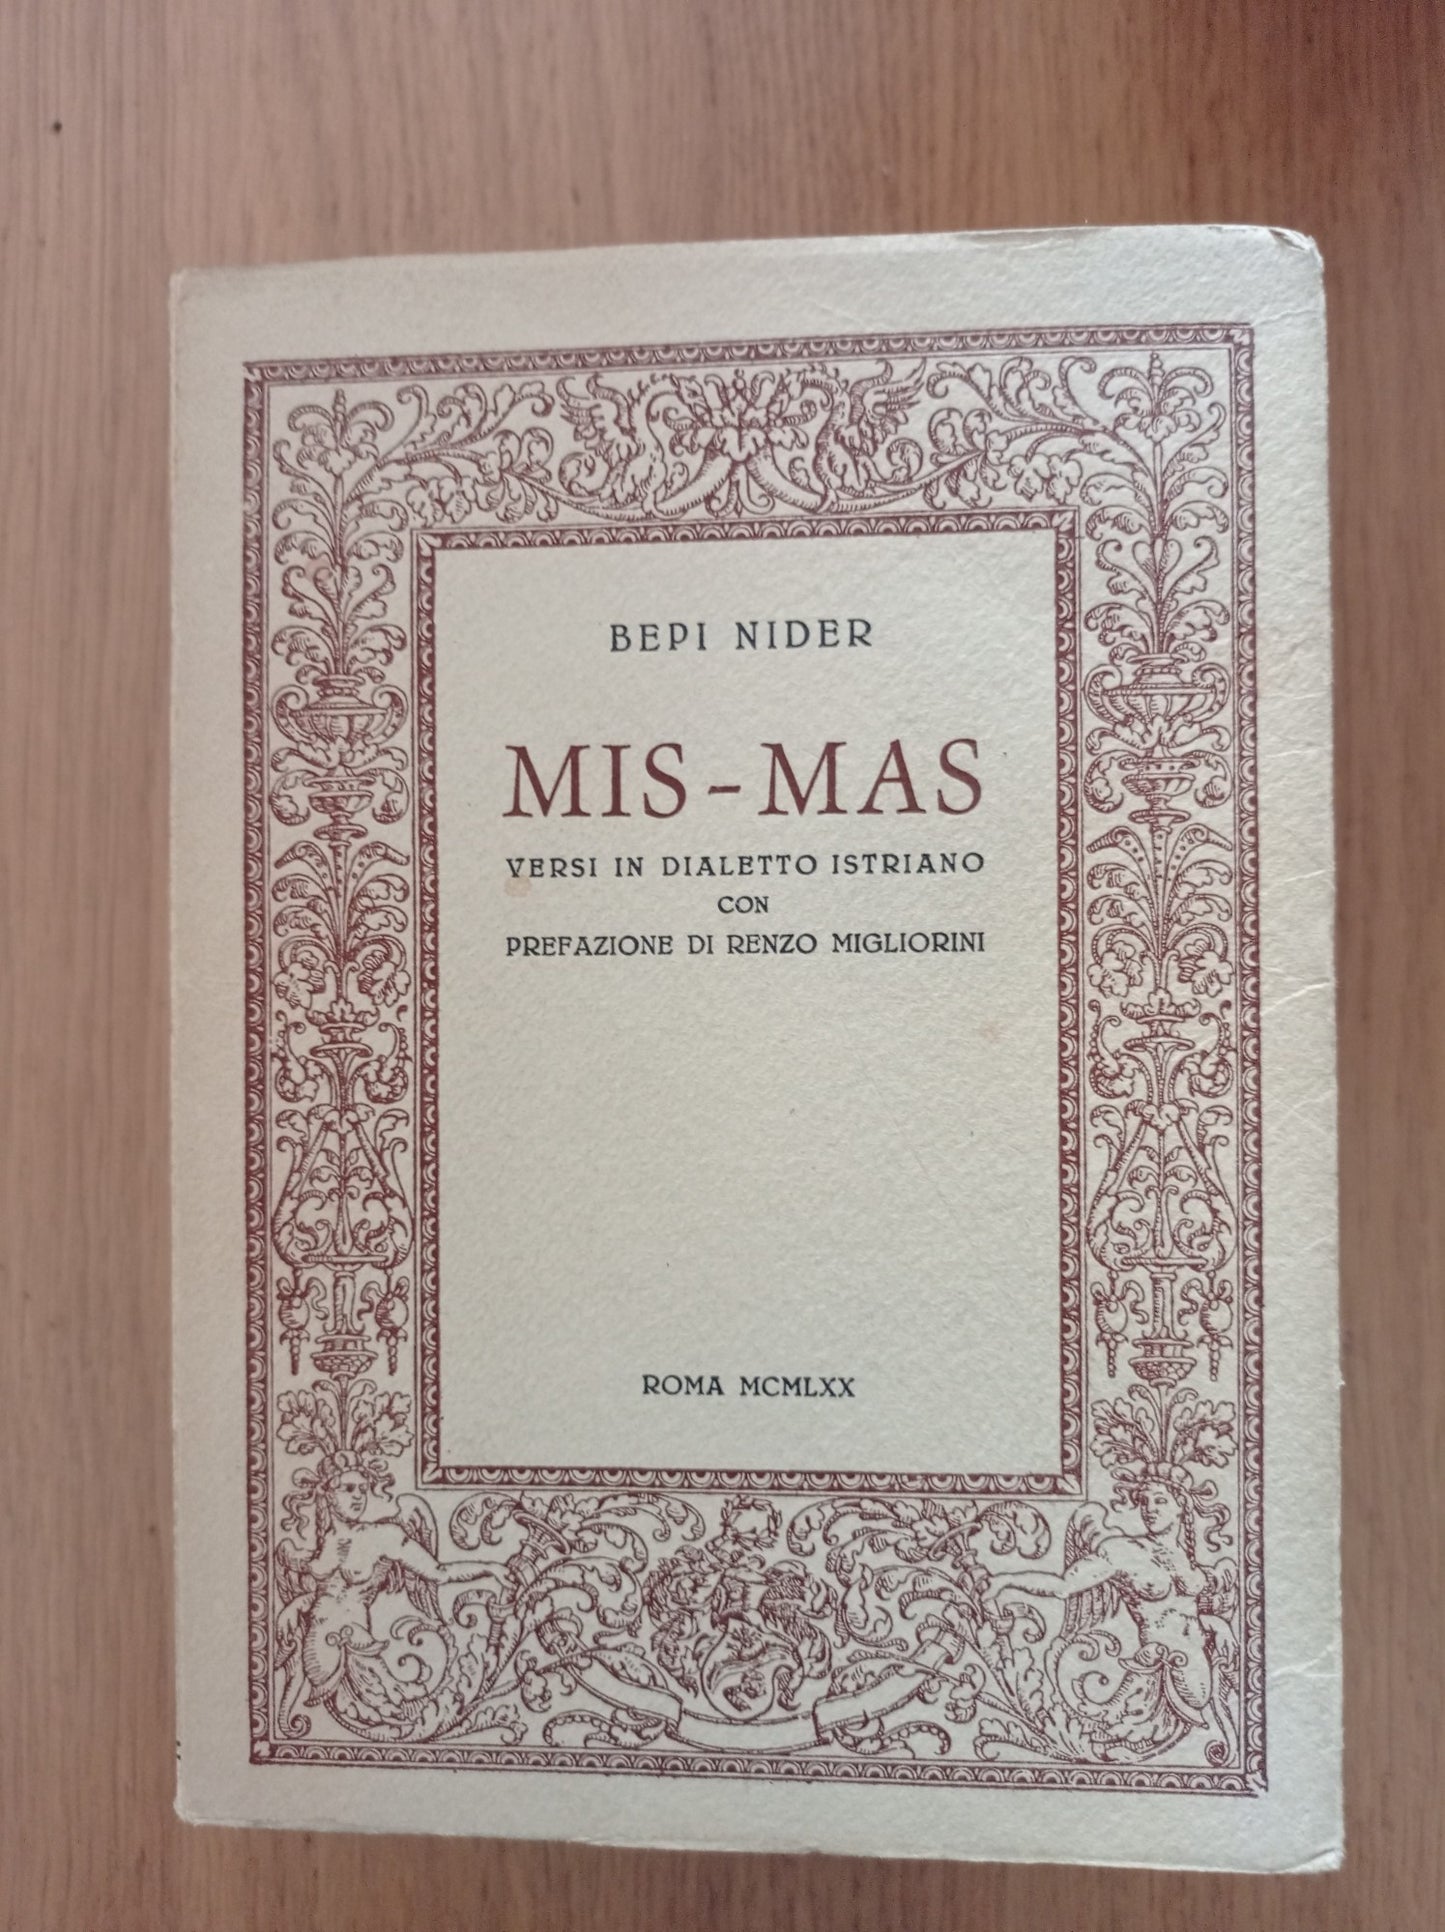 BEPI NIDER
MIS - MAS
VERSI IN DIALETTO ISTRIANO
CON
PREFAZIONE DI RENZO MIGLIORINI
ROMA MCMLXX